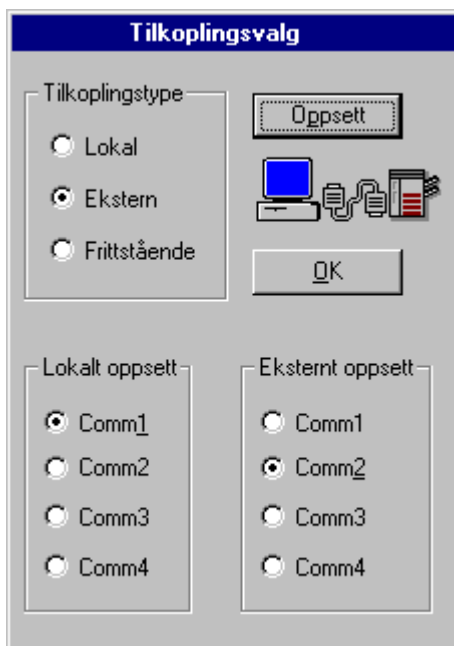 Tilkoplingsvalg
Tilkoplingstype
Lokal
Ekstern
Frittstående
Oppsett
OK
Lokalt oppsett
Comm1
Comm2
Comm3
Comm4
Eksternt oppsett
Comm1
Comm2
Comm3
Comm4